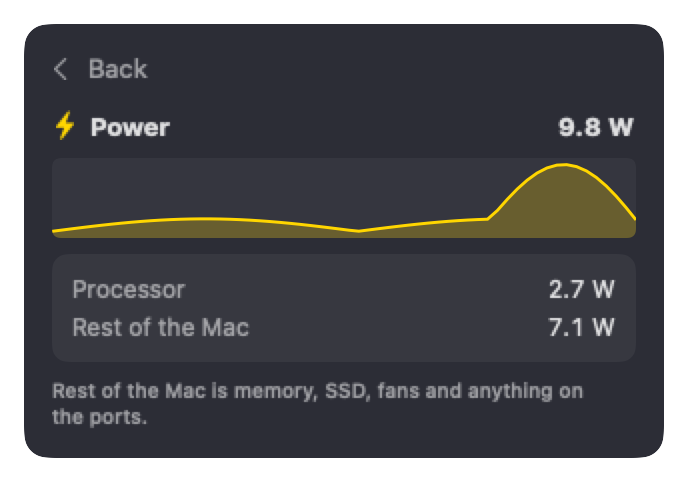 Back
Power 9.8 W
Processor 2.7 W
Rest of the Mac 7.1 W
Rest of the Mac is memory, SSD, fans and anything on
the ports.